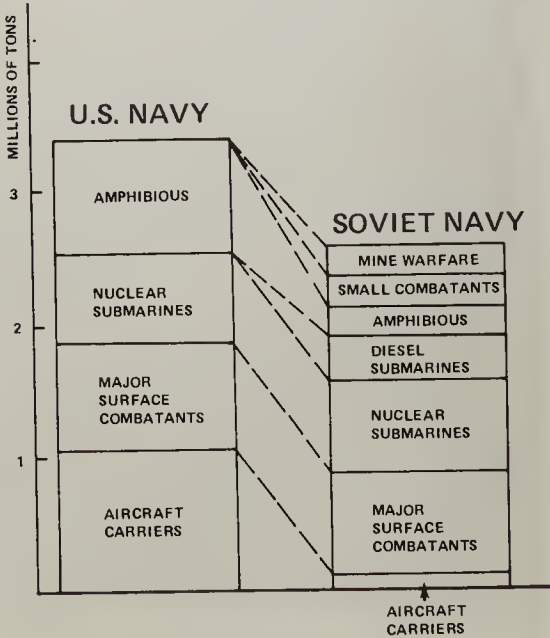 MILLIONS OF TONS
U.S. NAVY
3
2
1
AMPHIBIOUS
NUCLEAR
SUBMARINES
MAJOR
SURFACE
COMBATANTS
AIRCRAFT
CARRIERS
SOVIET NAVY
MINE WARFARE
SMALL COMBATANTS
AMPHIBIOUS
DIESEL
SUBMARINES
NUCLEAR
SUBMARINES
MAJOR
SURFACE
COMBATANTS
AIRCRAFT
CARRIERS